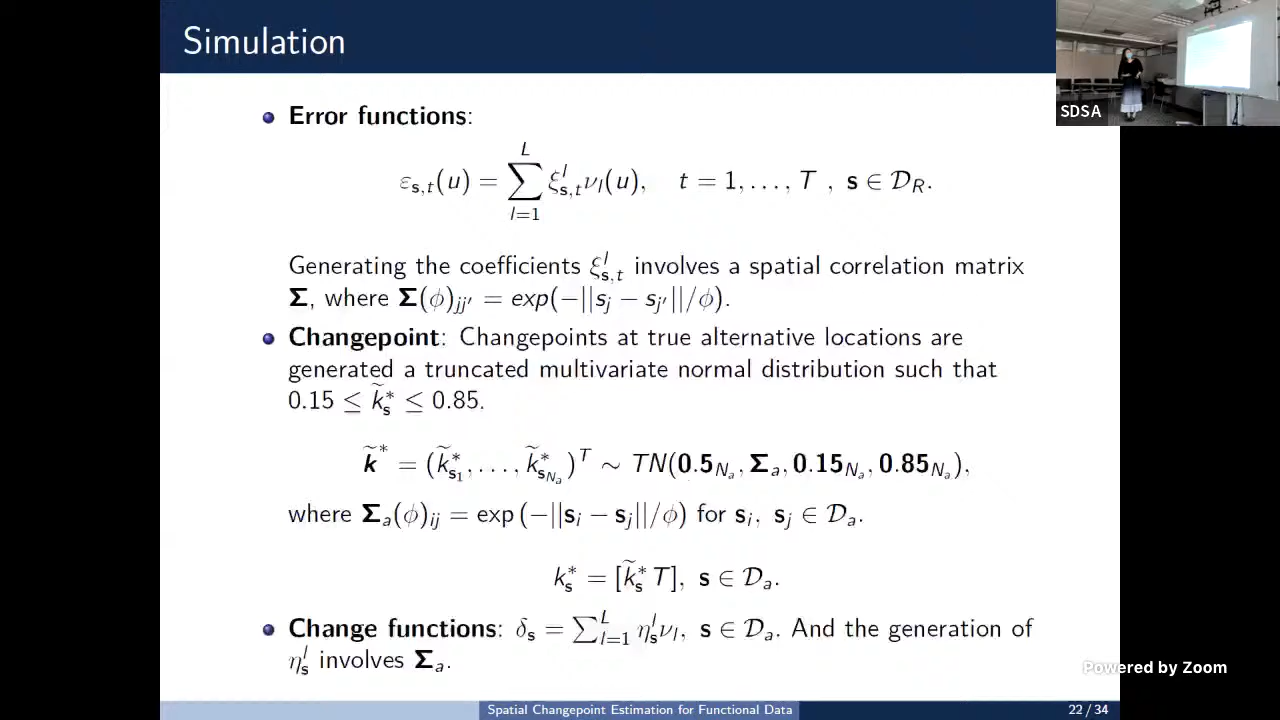 Simulation
SDSA
Error functions:
L
ε_{s,t}(u) = ∑ ξ^l_{s,t} ν_l(u),   t = 1, . . . , T , s ∈ 𝒟_R.
l=1
Generating the coefficients ξ^l_{s,t} involves a spatial correlation matrix
Σ, where Σ(ϕ)_{jj′} = exp(−||s_j − s_{j′}||/ϕ).
Changepoint: Changepoints at true alternative locations are
generated a truncated multivariate normal distribution such that
0.15 ≤ k̃*_s ≤ 0.85.
k̃* = (k̃*_{s_1}, . . . , k̃*_{s_{N_a}})^T ∼ TN(0.5_{N_a}, Σ_a, 0.15_{N_a}, 0.85_{N_a}),
where Σ_a(ϕ)_{ij} = exp (−||s_i − s_j||/ϕ) for s_i, s_j ∈ 𝒟_a.
k*_s = [k̃*_s T], s ∈ 𝒟_a.
Change functions: δ_s = ∑^L_{l=1} η^l_s ν_l, s ∈ 𝒟_a. And the generation of
η^l_s involves Σ_a.
Powered by Zoom
Spatial Changepoint Estimation for Functional Data
22 / 34